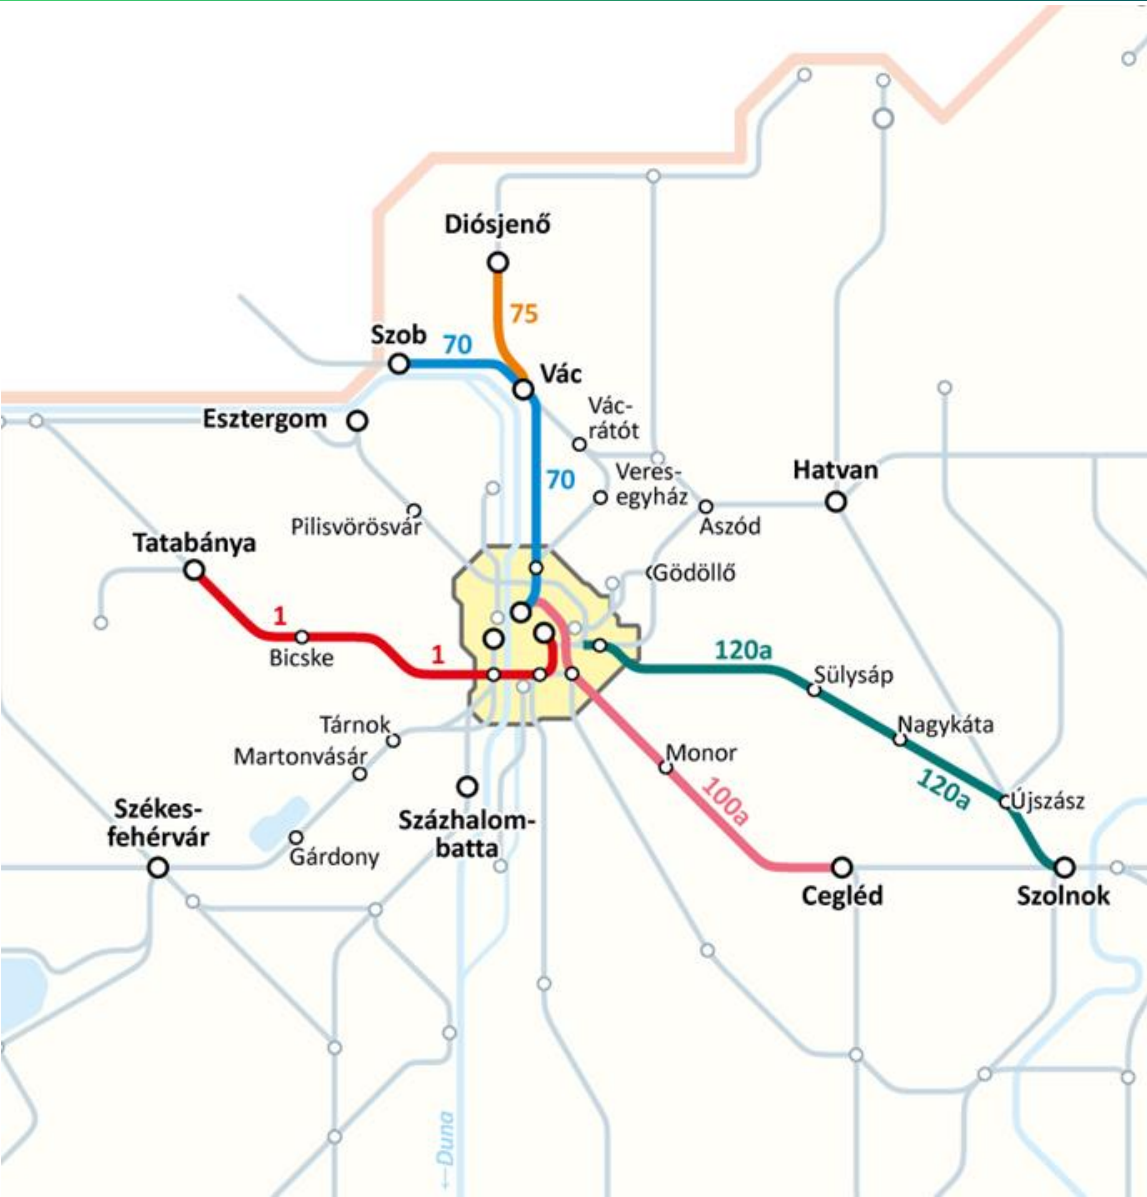 Diósjenő
75
Szob
70
Vác
Esztergom
Vác-
rátót
70
Veres-
egyház
Hatvan
Pilisvörösvár
Aszód
Tatabánya
Gödöllő
1
Bicske
1
120a
Sülysáp
Tárnok
Nagykáta
Martonvásár
Monor
120a
100a
Székes-
fehérvár
Újszász
Százhalom-
batta
Gárdony
Cegléd
Szolnok
←Duna